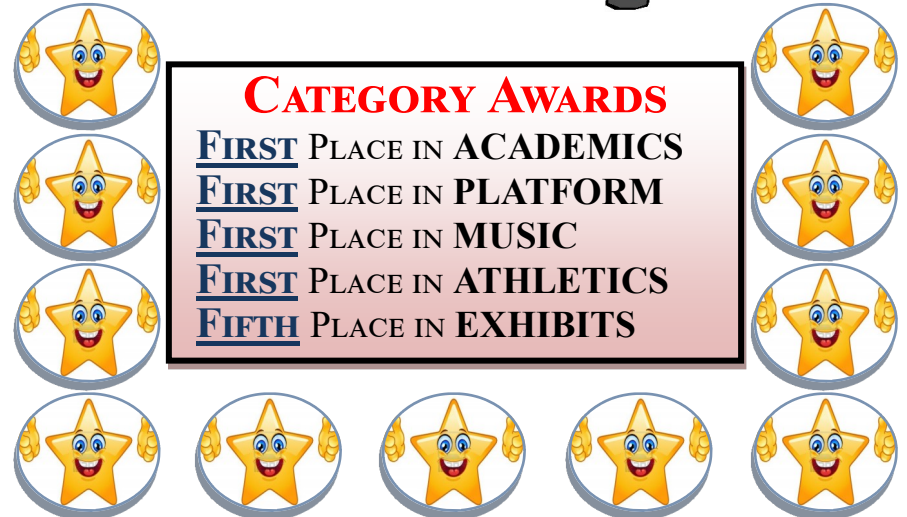 Category Awards
First Place in ACADEMICS
First Place in PLATFORM
First Place in MUSIC
First Place in ATHLETICS
Fifth Place in EXHIBITS